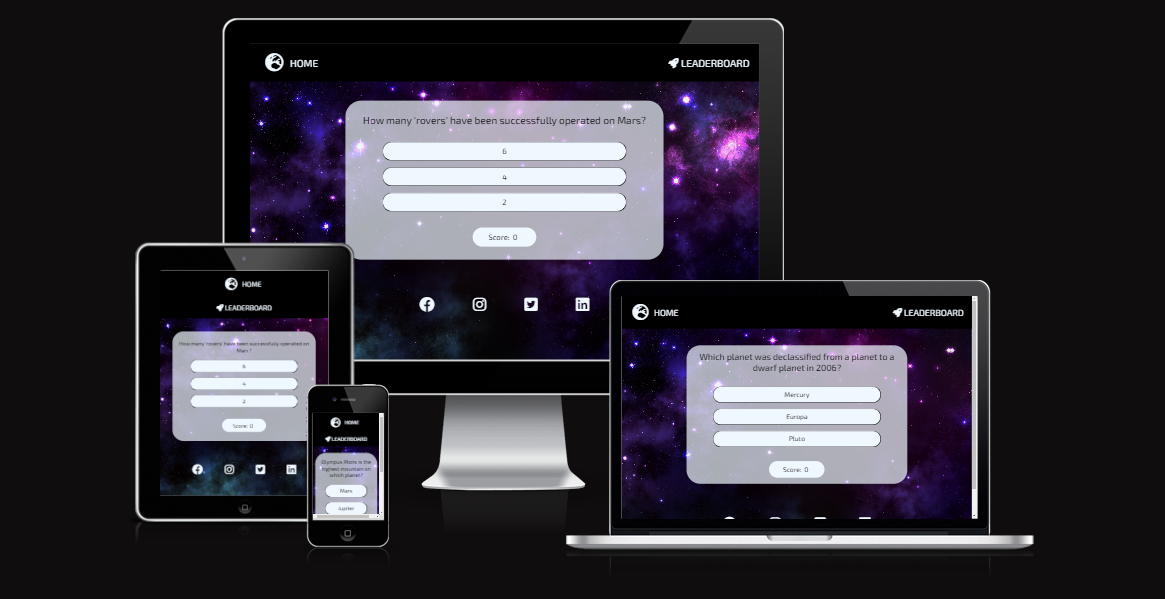 HOME
LEADERBOARD
How many 'rovers' have been successfully operated on Mars?
6
4
2
Score: 0
HOME
LEADERBOARD
How many 'rovers' have been successfully operated on
Mars?
6
4
2
Score: 0
HOME
LEADERBOARD
Olympus Mons is the
highest mountain on
which planet?
Mars
Jupiter
HOME
LEADERBOARD
Which planet was declassified from a planet to a
dwarf planet in 2006?
Mercury
Europa
Pluto
Score: 0